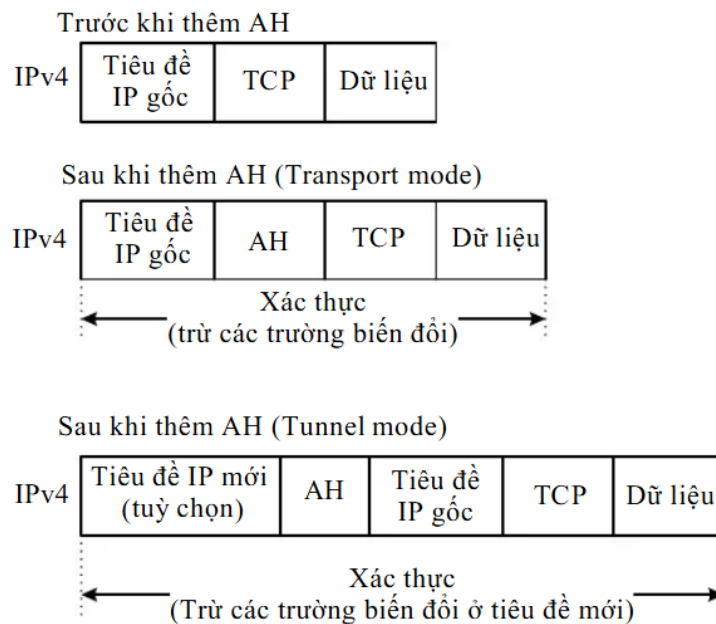 Trước khi thêm AH
IPv4
Tiêu đề
IP gốc
TCP
Dữ liệu
Sau khi thêm AH (Transport mode)
IPv4
Tiêu đề
IP gốc
AH
TCP
Dữ liệu
Xác thực
(trừ các trường biến đổi)
Sau khi thêm AH (Tunnel mode)
IPv4
Tiêu đề IP mới
(tuỳ chọn)
AH
Tiêu đề
IP gốc
TCP
Dữ liệu
Xác thực
(Trừ các trường biến đổi ở tiêu đề mới)